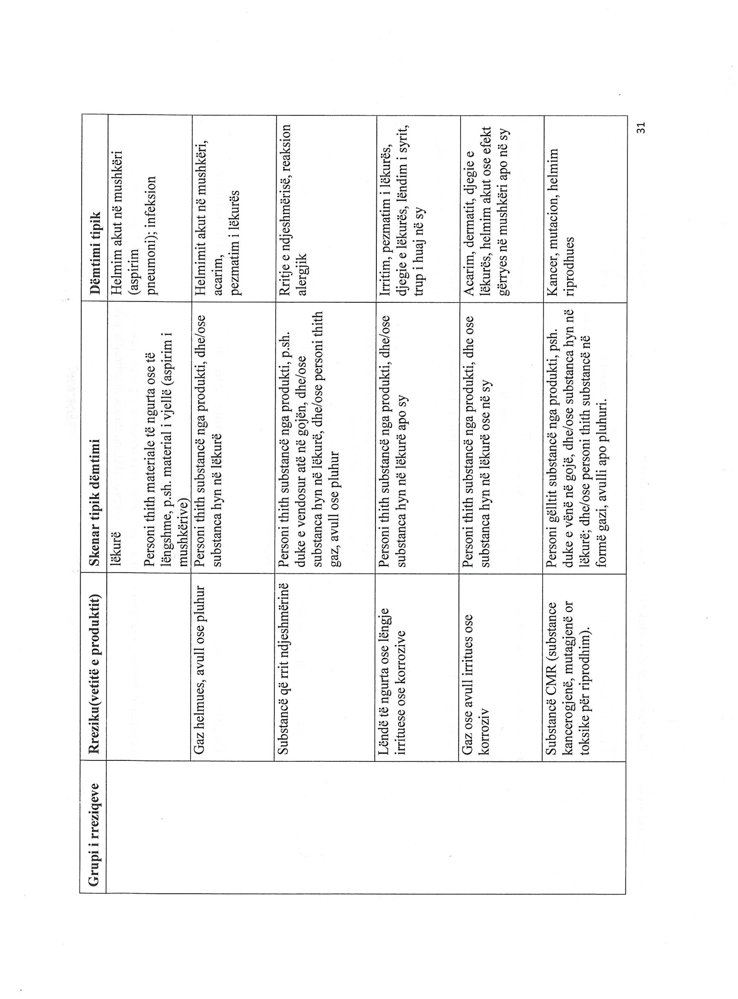 Grupi i rreziqeve
Rreziku(vetitë e produktit)
Skenar tipik dëmtimi
Dëmtimi tipik
lëkurë
Personi thith materiale të ngurta ose të
lëngshme, p.sh. material i vjellë (aspirim i
mushkërive)
Helmim akut në mushkëri
(aspirim
pneumoni); infeksion
Gaz helmues, avull ose pluhur
Personi thith substancë nga produkti, dhe/ose
substanca hyn në lëkurë
Helmimit akut në mushkëri,
acarim,
pezmatim i lëkurës
Substancë që rrit ndjeshmërinë
Personi thith substancë nga produkti, p.sh.
duke e vendosur atë në gojën, dhe/ose
substanca hyn në lëkurë, dhe/ose personi thith
gaz, avull ose pluhur
Rritje e ndjeshmërisë, reaksion
alergjik
Lëndë të ngurta ose lëngje
irrituese ose korrozive
Personi thith substancë nga produkti, dhe/ose
substanca hyn në lëkurë apo sy
Irritim, pezmatim i lëkurës,
djegie e lëkurës, lëndim i syrit,
trup i huaj në sy
Gaz ose avull irritues ose
korroziv
Personi thith substancë nga produkti, dhe ose
substanca hyn në lëkurë ose në sy
Acarim, dermatit, djegie e
lëkurës, helmim akut ose efekt
gërryes në mushkëri apo në sy
Substancë CMR (substance
kancerogjenë, mutagjenë or
toksike për riprodhim).
Personi gëlltit substancë nga produkti, psh.
duke e vënë në gojë, dhe/ose substanca hyn në
lëkurë; dhe/ose personi thith substancë në
formë gazi, avulli apo pluhuri.
Kancer, mutacion, helmim
riprodhues
31